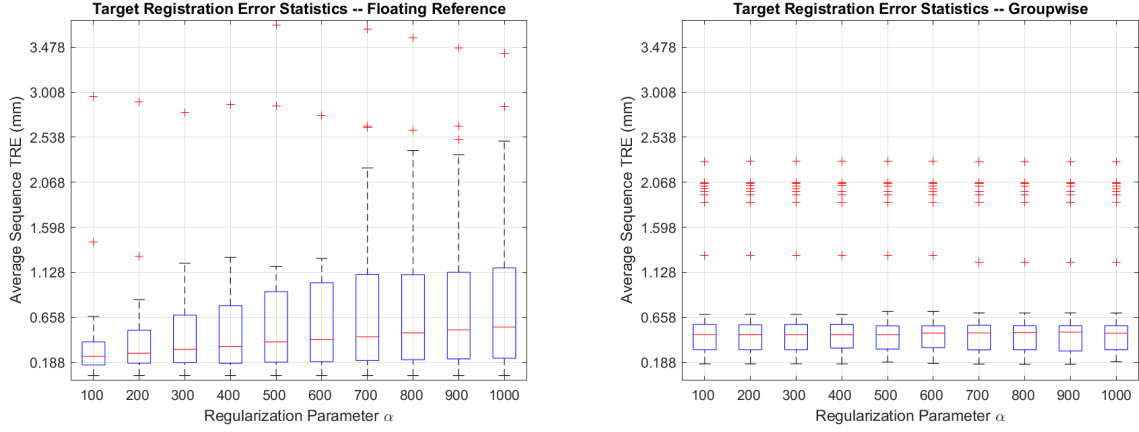 Target Registration Error Statistics -- Floating Reference
Average Sequence TRE (mm)
3.478
3.008
2.538
2.068
1.598
1.128
0.658
0.188
100 200 300 400 500 600 700 800 900 1000
Regularization Parameter α
Target Registration Error Statistics -- Groupwise
Average Sequence TRE (mm)
3.478
3.008
2.538
2.068
1.598
1.128
0.658
0.188
100 200 300 400 500 600 700 800 900 1000
Regularization Parameter α